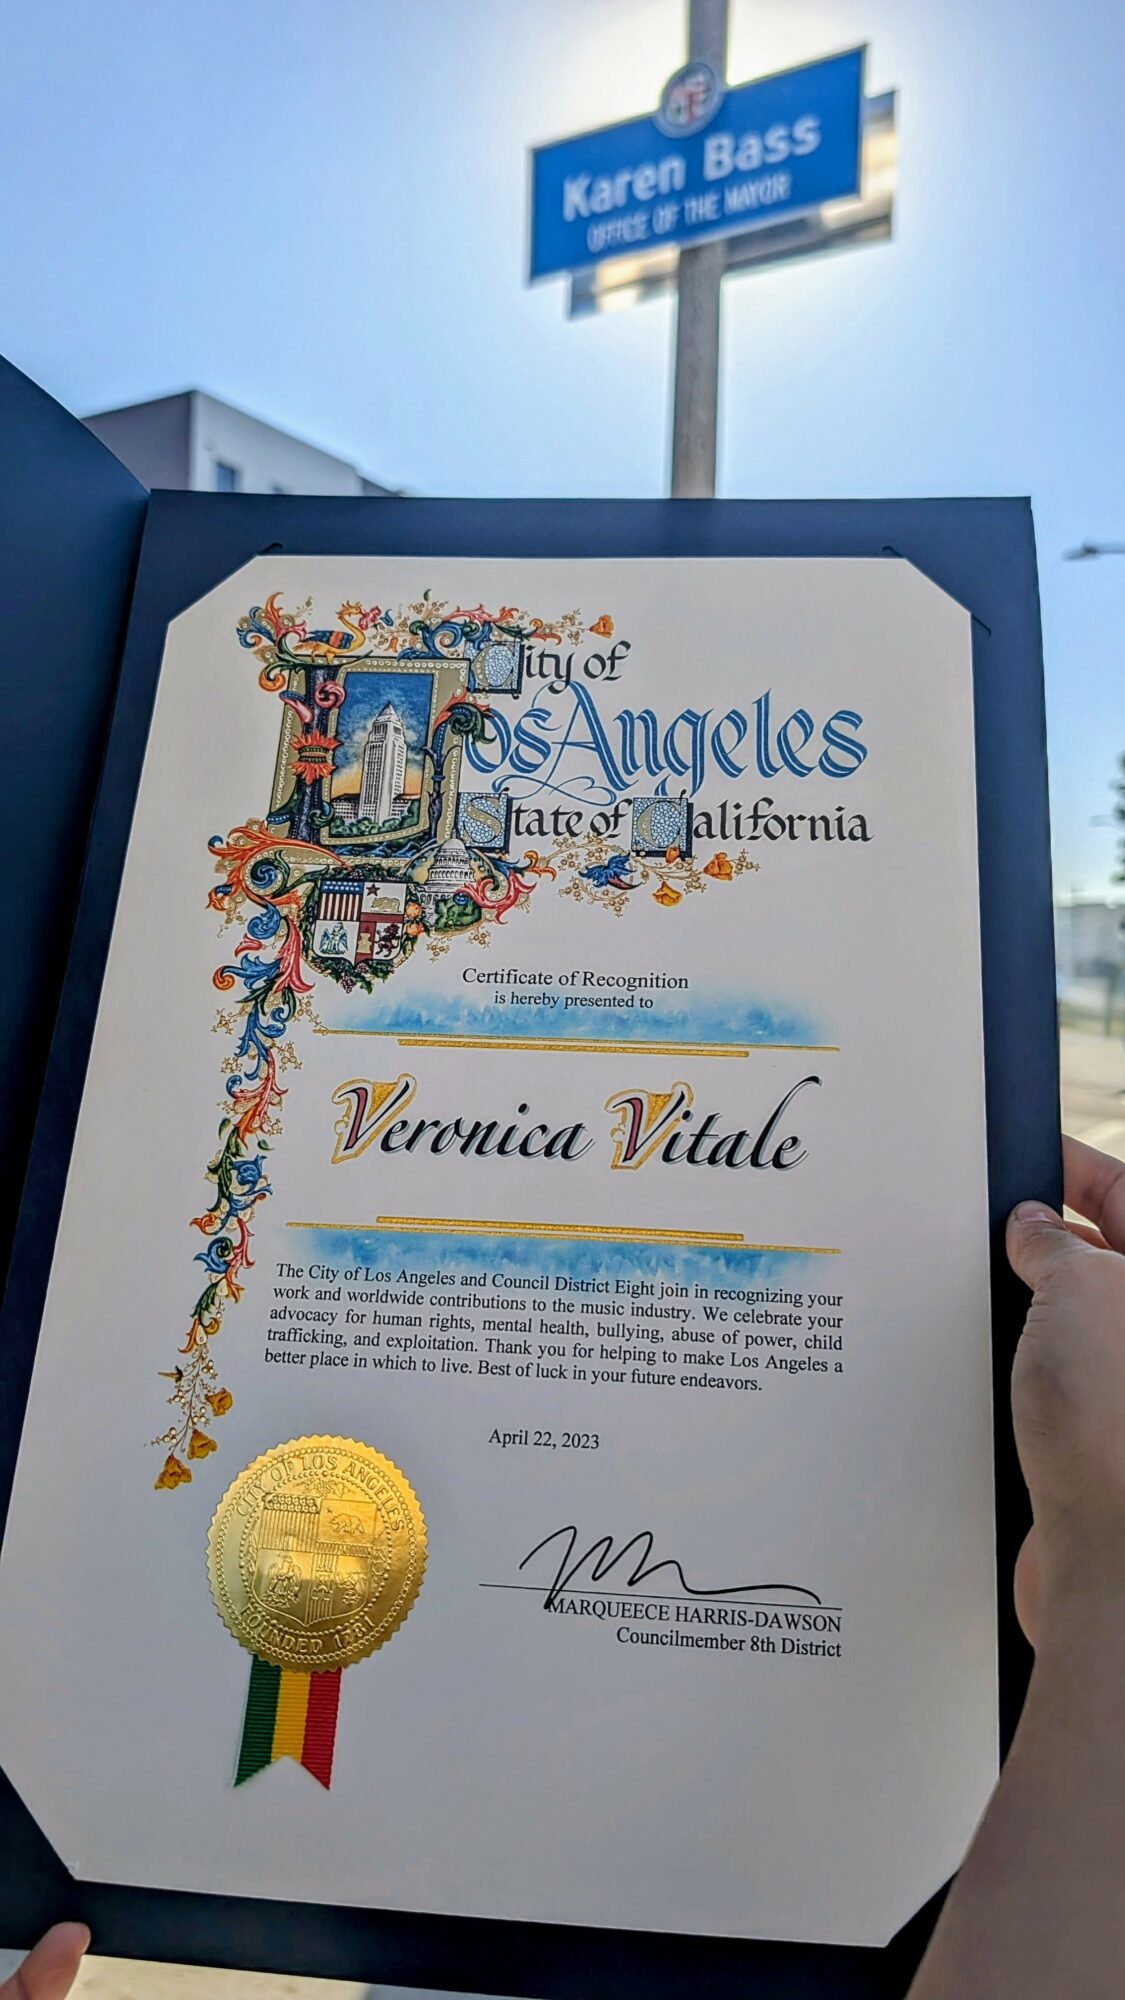 Karen Bass
OFFICE OF THE MAYOR
City of
Los Angeles
State of California
Certificate of Recognition
is hereby presented to
Veronica Vitale
The City of Los Angeles and Council District Eight join in recognizing your
work and worldwide contributions to the music industry. We celebrate your
advocacy for human rights, mental health, bullying, abuse of power, child
trafficking, and exploitation. Thank you for helping to make Los Angeles a
better place in which to live. Best of luck in your future endeavors.
April 22, 2023
CITY OF LOS ANGELES
FOUNDED 1781
MARQUEECE HARRIS-DAWSON
Councilmember 8th District